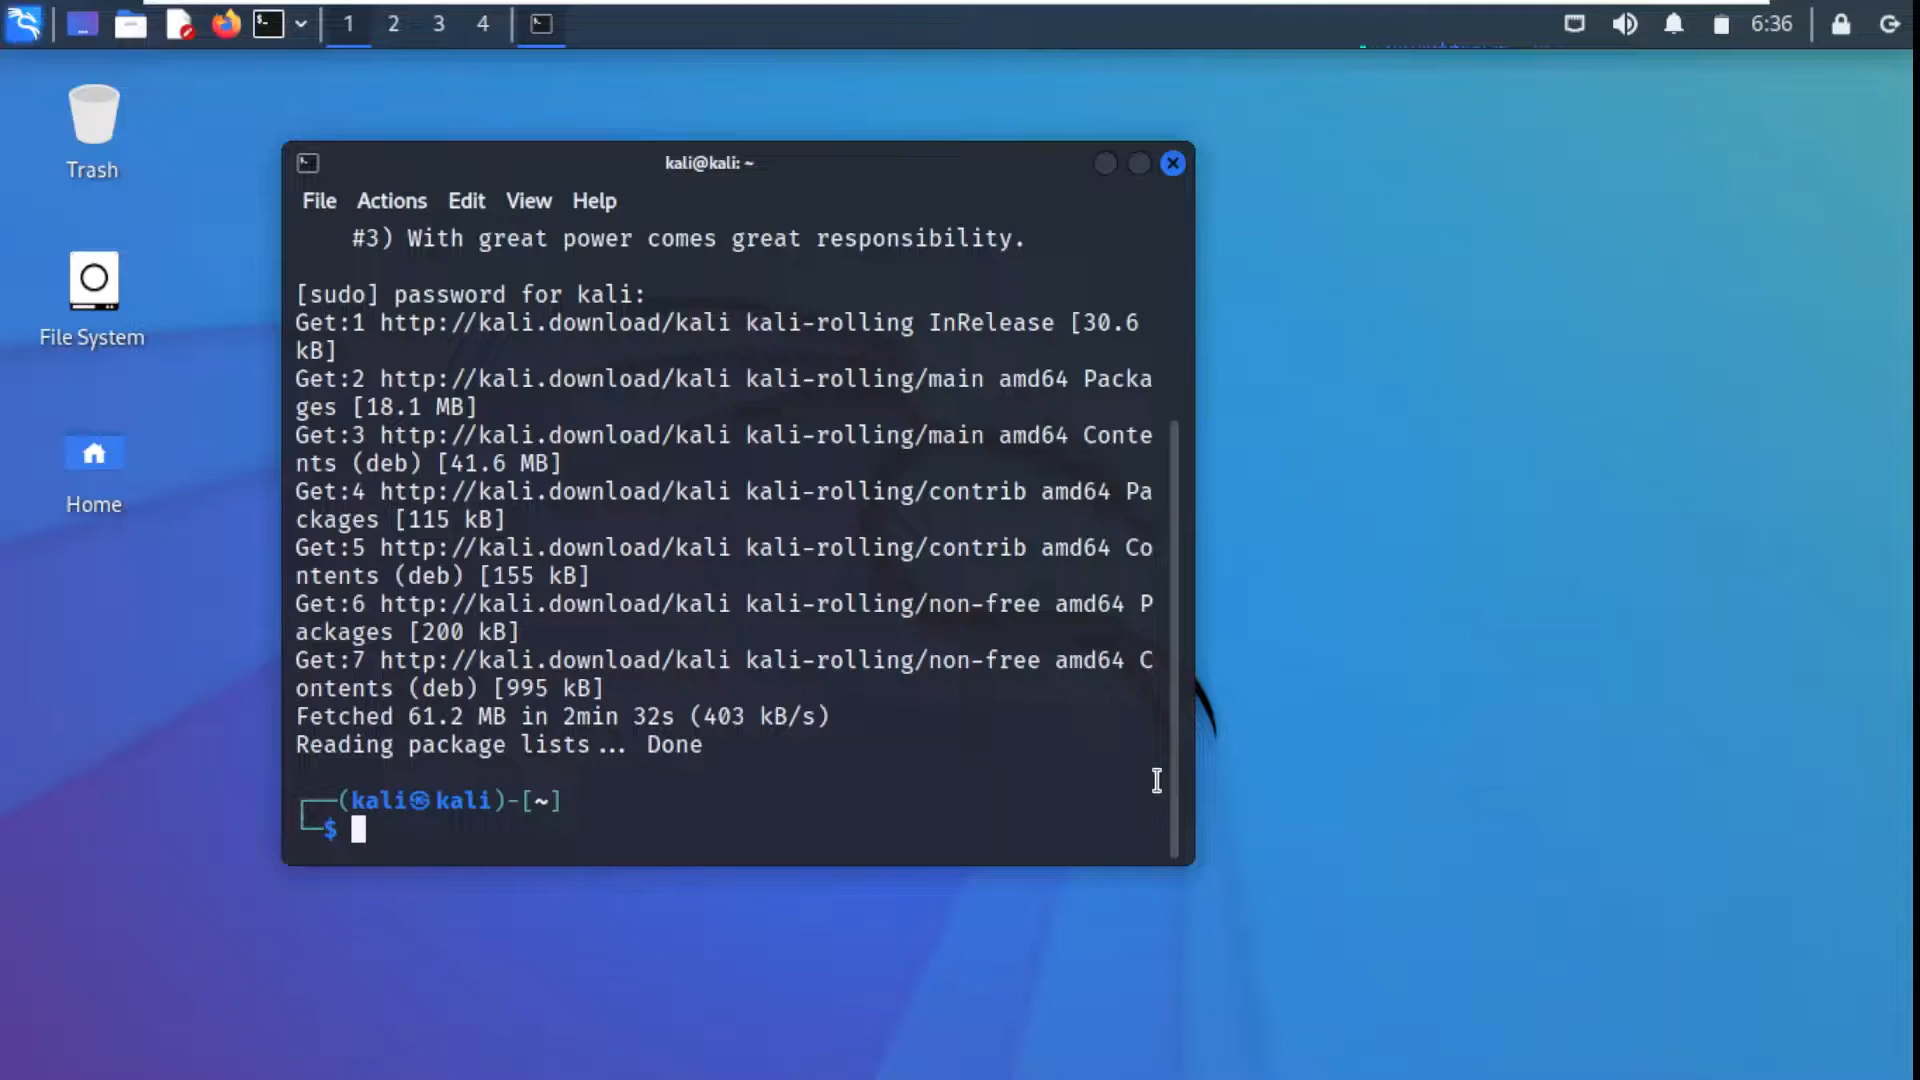 1 2 3 4
6:36
Trash
File System
Home
kali@kali: ~
File Actions Edit View Help
#3) With great power comes great responsibility.
[sudo] password for kali:
Get:1 http://kali.download/kali kali-rolling InRelease [30.6
kB]
Get:2 http://kali.download/kali kali-rolling/main amd64 Packa
ges [18.1 MB]
Get:3 http://kali.download/kali kali-rolling/main amd64 Conte
nts (deb) [41.6 MB]
Get:4 http://kali.download/kali kali-rolling/contrib amd64 Pa
ckages [115 kB]
Get:5 http://kali.download/kali kali-rolling/contrib amd64 Co
ntents (deb) [155 kB]
Get:6 http://kali.download/kali kali-rolling/non-free amd64 P
ackages [200 kB]
Get:7 http://kali.download/kali kali-rolling/non-free amd64 C
ontents (deb) [995 kB]
Fetched 61.2 MB in 2min 32s (403 kB/s)
Reading package lists... Done
┌──(kali㉿kali)-[~]
└─$